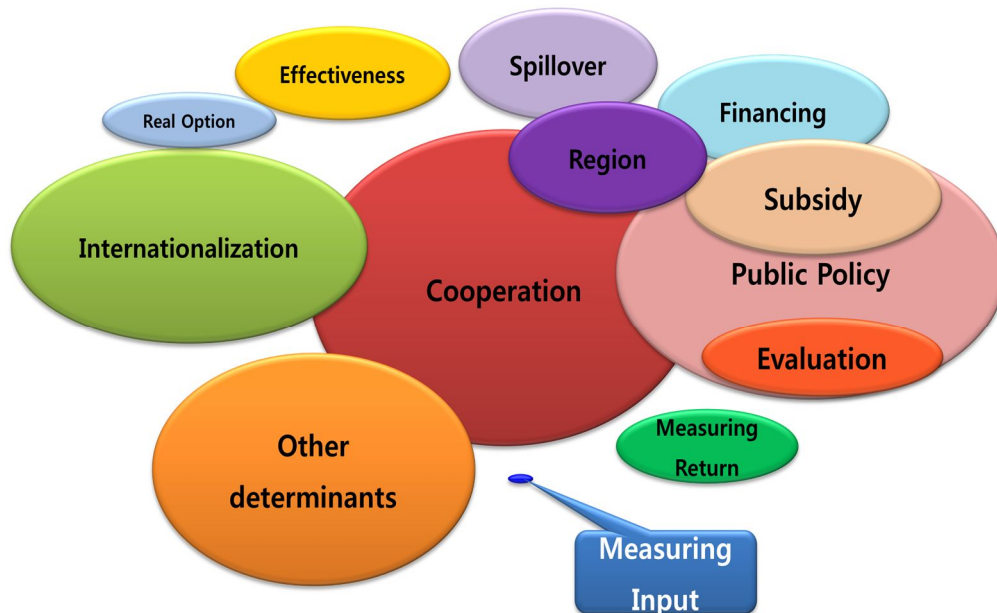 Effectiveness
Spillover
Real Option
Financing
Region
Subsidy
Internationalization
Cooperation
Public Policy
Evaluation
Other
determinants
Measuring
Return
Measuring
Input